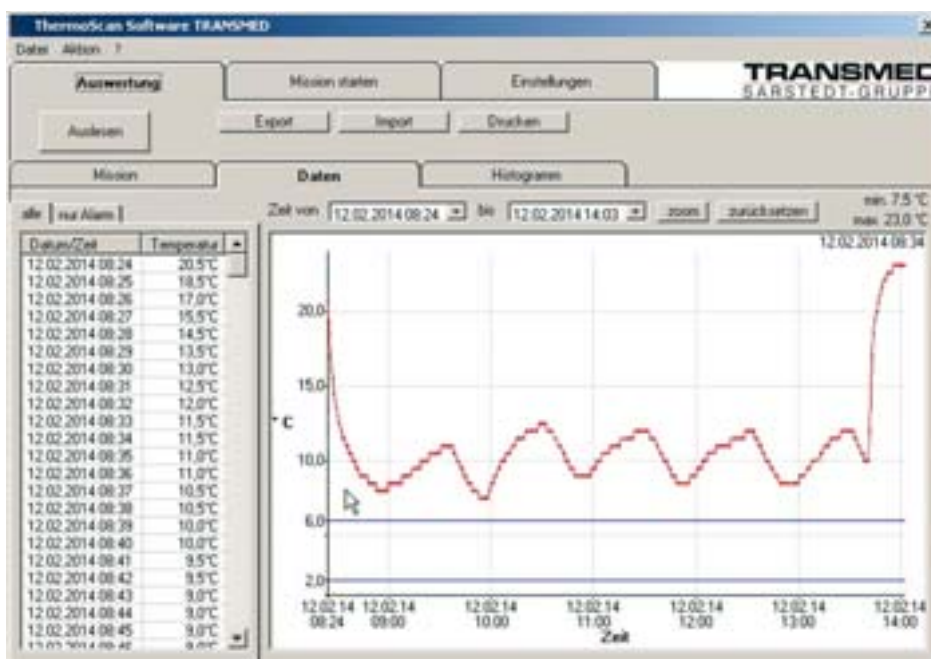 ThermoScan Software TRANSMED
Datei Aktion ?
Auswertung Mission starten Einstellungen
TRANSMED
SARSTEDT-GRUPPE
Auslesen Export Import Drucken
Mission Daten Histogramm
alle nur Alarm
Zeit von 12.02.2014 08:24 bis 12.02.2014 14:03 zoom zurücksetzen
min. 7.5 °C
max. 23,0 °C
Datum/Zeit Temperatur
12.02.2014 08:24 20,5°C
12.02.2014 08:25 18,5°C
12.02.2014 08:26 17,0°C
12.02.2014 08:27 15,5°C
12.02.2014 08:28 14,5°C
12.02.2014 08:29 13,5°C
12.02.2014 08:30 13,0°C
12.02.2014 08:31 12,5°C
12.02.2014 08:32 12,0°C
12.02.2014 08:33 11,5°C
12.02.2014 08:34 11,5°C
12.02.2014 08:35 11,0°C
12.02.2014 08:36 11,0°C
12.02.2014 08:37 10,5°C
12.02.2014 08:38 10,5°C
12.02.2014 08:39 10,0°C
12.02.2014 08:40 10,0°C
12.02.2014 08:41 9,5°C
12.02.2014 08:42 9,5°C
12.02.2014 08:43 9,0°C
12.02.2014 08:44 9,0°C
12.02.2014 08:45 9,0°C
12.02.2014 08:34
20,0
15,0
° C
10,0
6,0
2,0
12.02.14 12.02.14 12.02.14 12.02.14 12.02.14 12.02.14 12.02.14
08:24 09:00 10:00 11:00 12:00 13:00 14:00
Zeit